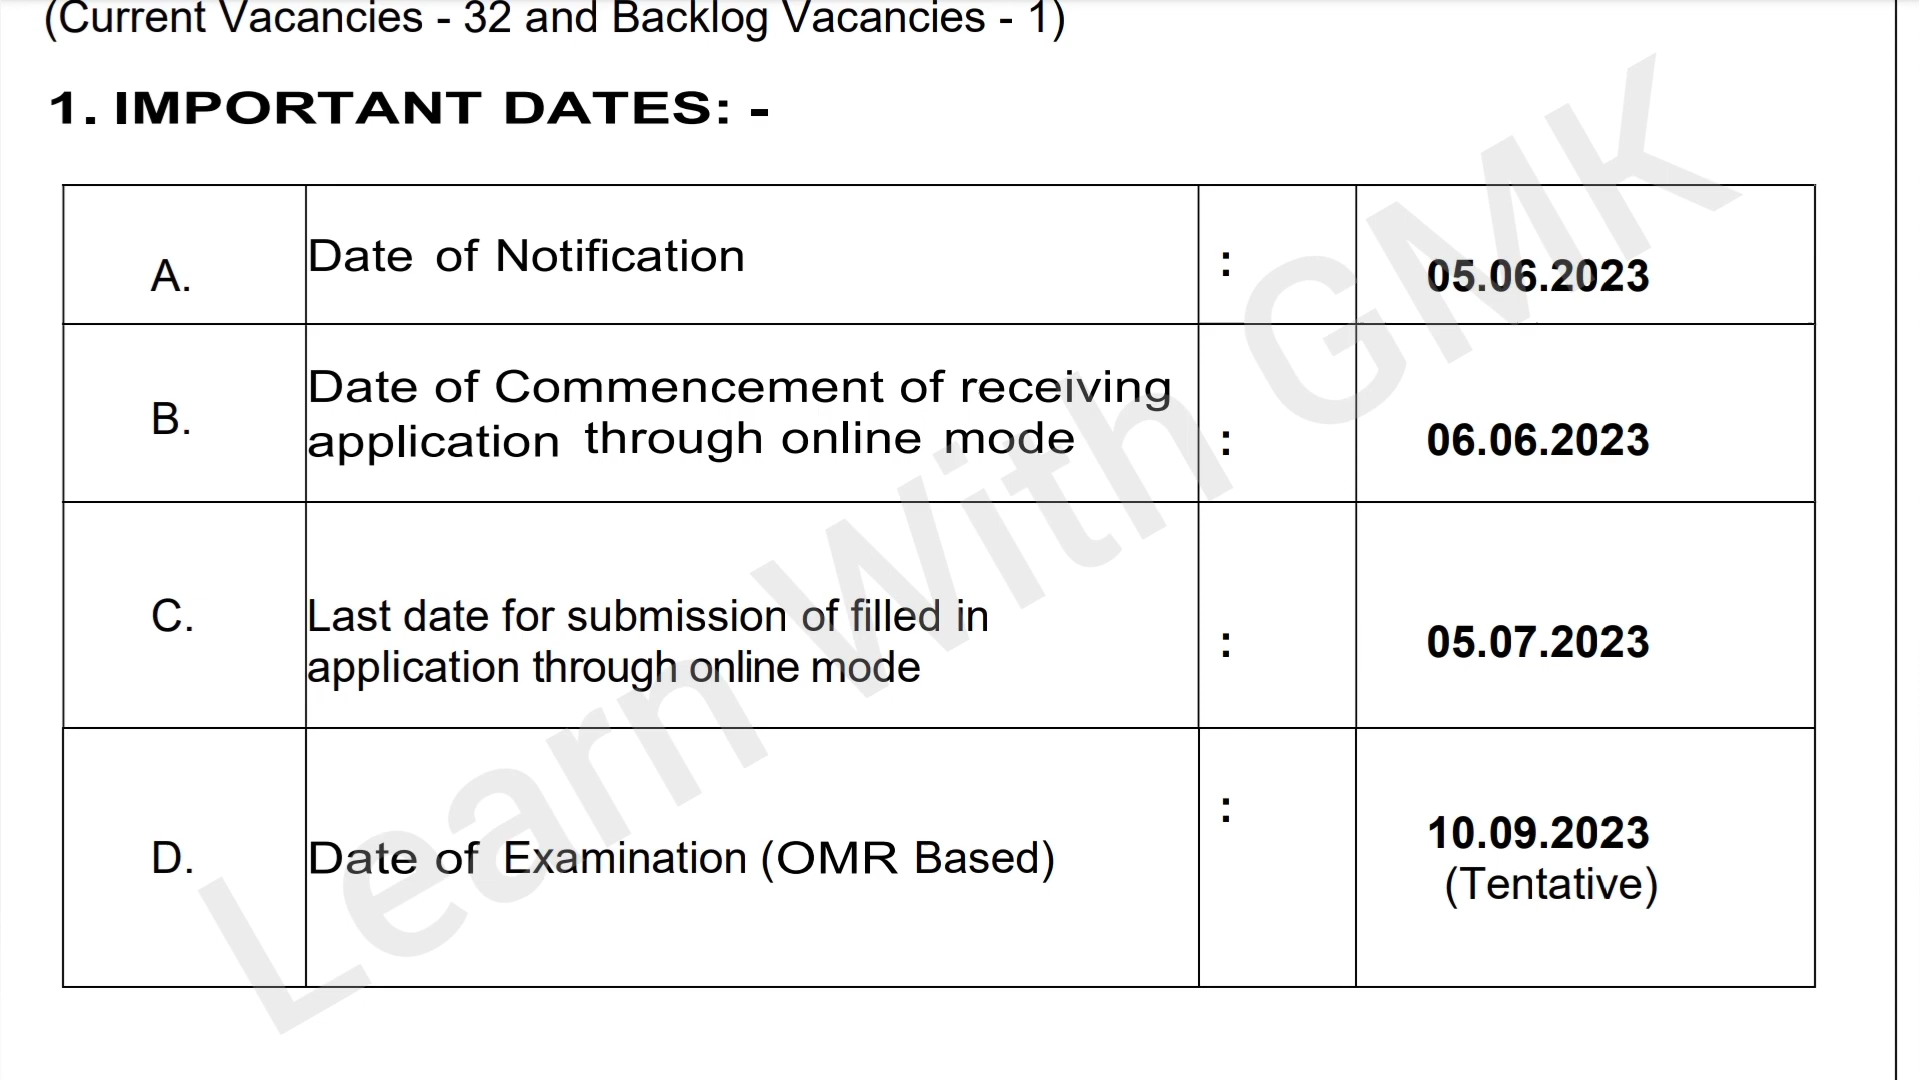 (Current Vacancies - 32 and Backlog Vacancies - 1)
1. IMPORTANT DATES: -
A. Date of Notification : 05.06.2023
B. Date of Commencement of receiving
application through online mode : 06.06.2023
C. Last date for submission of filled in
application through online mode : 05.07.2023
D. Date of Examination (OMR Based) : 10.09.2023
(Tentative)
Learn With GMK